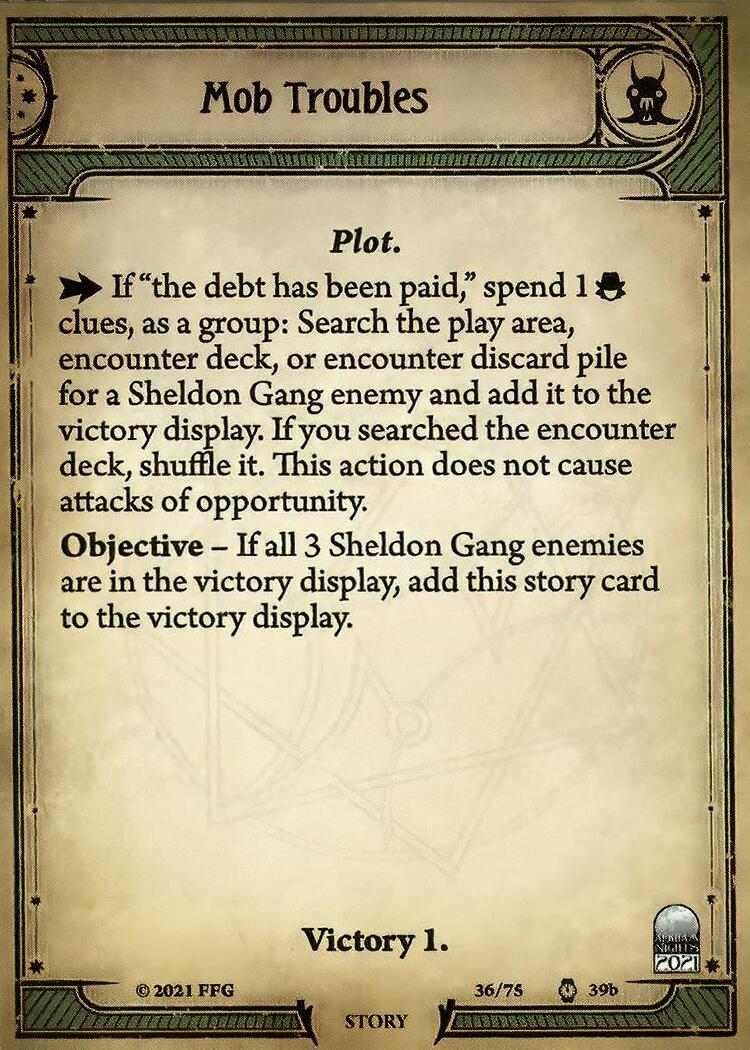 Mob Troubles
Plot.
If “the debt has been paid,” spend 1
clues, as a group: Search the play area,
encounter deck, or encounter discard pile
for a Sheldon Gang enemy and add it to the
victory display. If you searched the encounter
deck, shuffle it. This action does not cause
attacks of opportunity.
Objective – If all 3 Sheldon Gang enemies
are in the victory display, add this story card
to the victory display.
Victory 1.
NIGHTS
2021
© 2021 FFG
36/75
39b
STORY